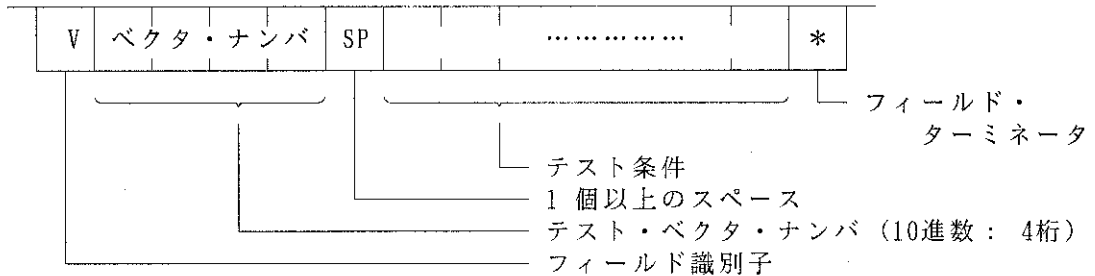 V ベクタ・ナンバ SP …………… *
フィールド・
ターミネータ
テスト条件
1 個以上のスペース
テスト・ベクタ・ナンバ (10進数: 4桁)
フィールド識別子